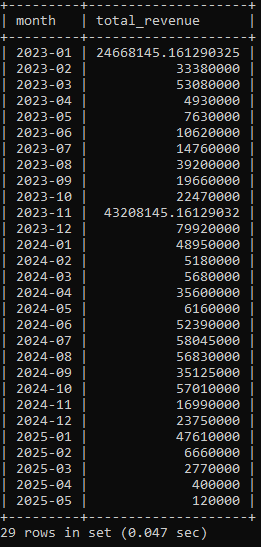 +---------+--------------------+
| month   | total_revenue      |
+---------+--------------------+
| 2023-01 | 24668145.161290325 |
| 2023-02 |           33380000 |
| 2023-03 |           53080000 |
| 2023-04 |            4930000 |
| 2023-05 |            7630000 |
| 2023-06 |           10620000 |
| 2023-07 |           14760000 |
| 2023-08 |           39200000 |
| 2023-09 |           19660000 |
| 2023-10 |           22470000 |
| 2023-11 |  43208145.16129032 |
| 2023-12 |           79920000 |
| 2024-01 |           48950000 |
| 2024-02 |            5180000 |
| 2024-03 |            5680000 |
| 2024-04 |           35600000 |
| 2024-05 |            6160000 |
| 2024-06 |           52390000 |
| 2024-07 |           58045000 |
| 2024-08 |           56830000 |
| 2024-09 |           35125000 |
| 2024-10 |           57010000 |
| 2024-11 |           16990000 |
| 2024-12 |           23750000 |
| 2025-01 |           47610000 |
| 2025-02 |            6660000 |
| 2025-03 |            2770000 |
| 2025-04 |             400000 |
| 2025-05 |             120000 |
+---------+--------------------+
29 rows in set (0.047 sec)